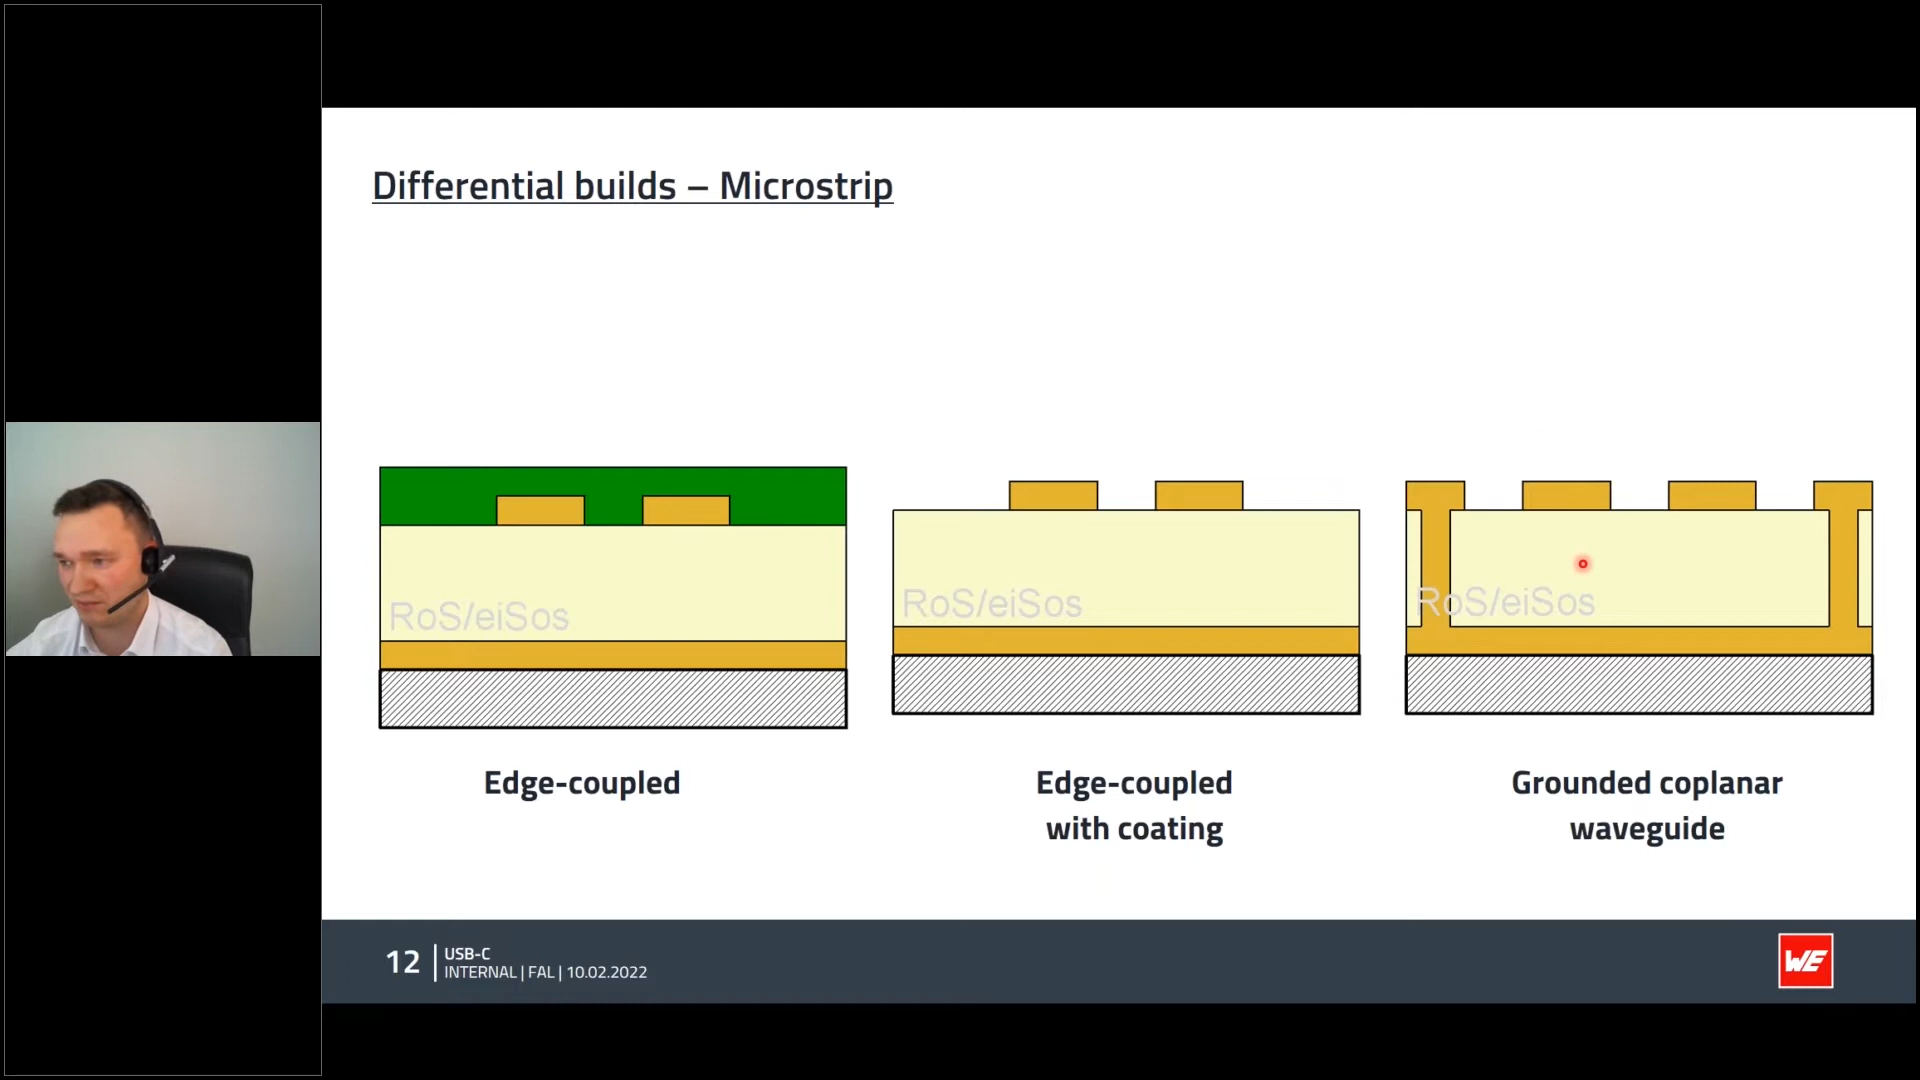 Differential builds – Microstrip
RoS/eiSos
RoS/eiSos
RoS/eiSos
Edge-coupled
Edge-coupled
with coating
Grounded coplanar
waveguide
12
USB-C
INTERNAL | FAL | 10.02.2022
WE